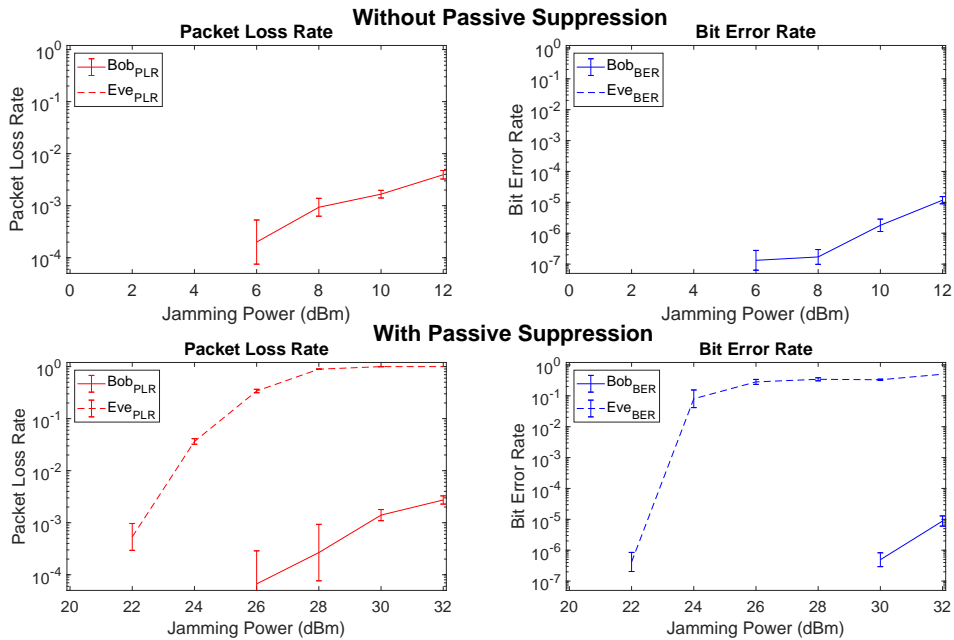 Without Passive Suppression
Packet Loss Rate
Packet Loss Rate
10^0
10^-1
10^-2
10^-3
10^-4
Bob_PLR
Eve_PLR
0 2 4 6 8 10 12
Jamming Power (dBm)
Bit Error Rate
Bit Error Rate
10^0
10^-1
10^-2
10^-3
10^-4
10^-5
10^-6
10^-7
Bob_BER
Eve_BER
0 2 4 6 8 10 12
Jamming Power (dBm)
With Passive Suppression
Packet Loss Rate
Packet Loss Rate
10^0
10^-1
10^-2
10^-3
10^-4
Bob_PLR
Eve_PLR
20 22 24 26 28 30 32
Jamming Power (dBm)
Bit Error Rate
Bit Error Rate
10^0
10^-1
10^-2
10^-3
10^-4
10^-5
10^-6
10^-7
Bob_BER
Eve_BER
20 22 24 26 28 30 32
Jamming Power (dBm)